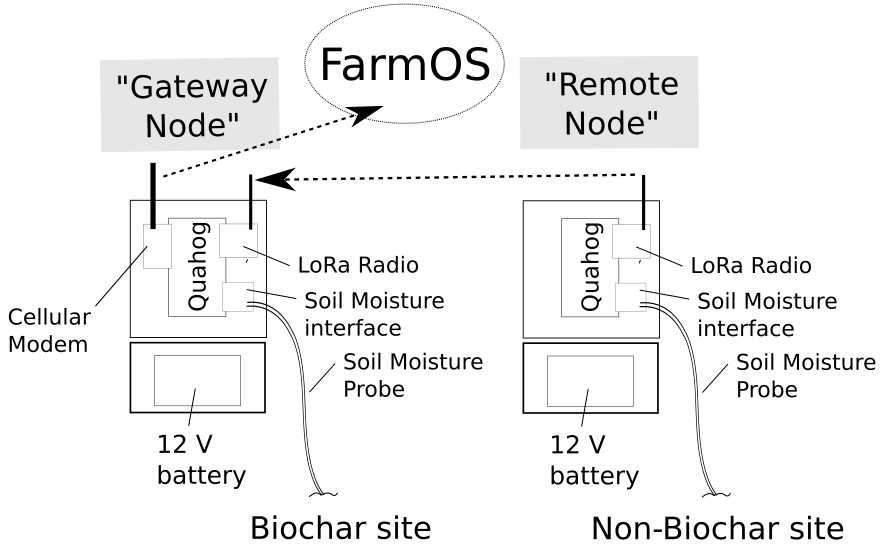 FarmOS
"Gateway
Node"
"Remote
Node"
Quahog
LoRa Radio
Soil Moisture
interface
Cellular
Modem
Soil Moisture
Probe
12 V
battery
Biochar site
Quahog
LoRa Radio
Soil Moisture
interface
Soil Moisture
Probe
12 V
battery
Non-Biochar site